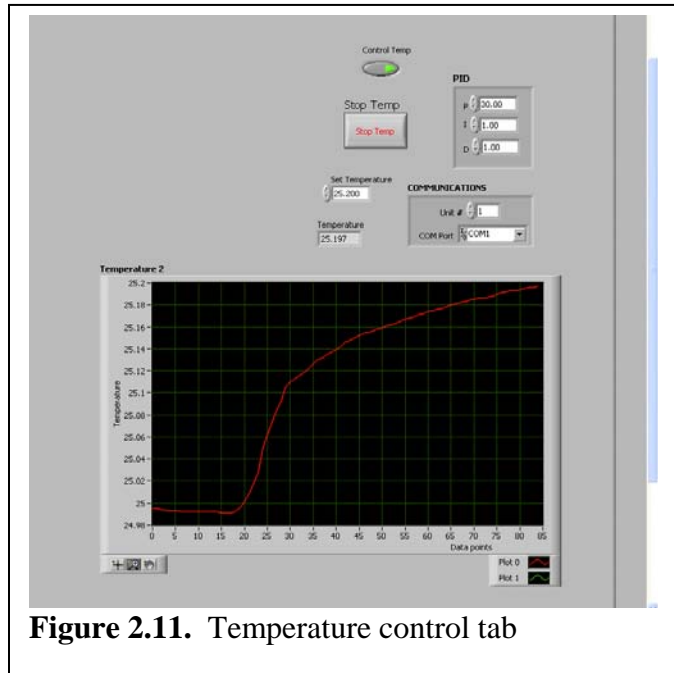 Control Temp
PID
P 30.00
I 1.00
D 1.00
Stop Temp
Stop Temp
Set Temperature
25.200
COMMUNICATIONS
Unit # 1
COM Port COM1
Temperature
25.197
Temperature 2
25.2
25.18
25.16
25.14
25.12
25.1
25.08
25.06
25.04
25.02
25
24.98
Temperature
0 5 10 15 20 23 30 30 40 45 50 55 60 65 70 75 80 85
Data points
Plot 0
Plot 1
Figure 2.11. Temperature control tab